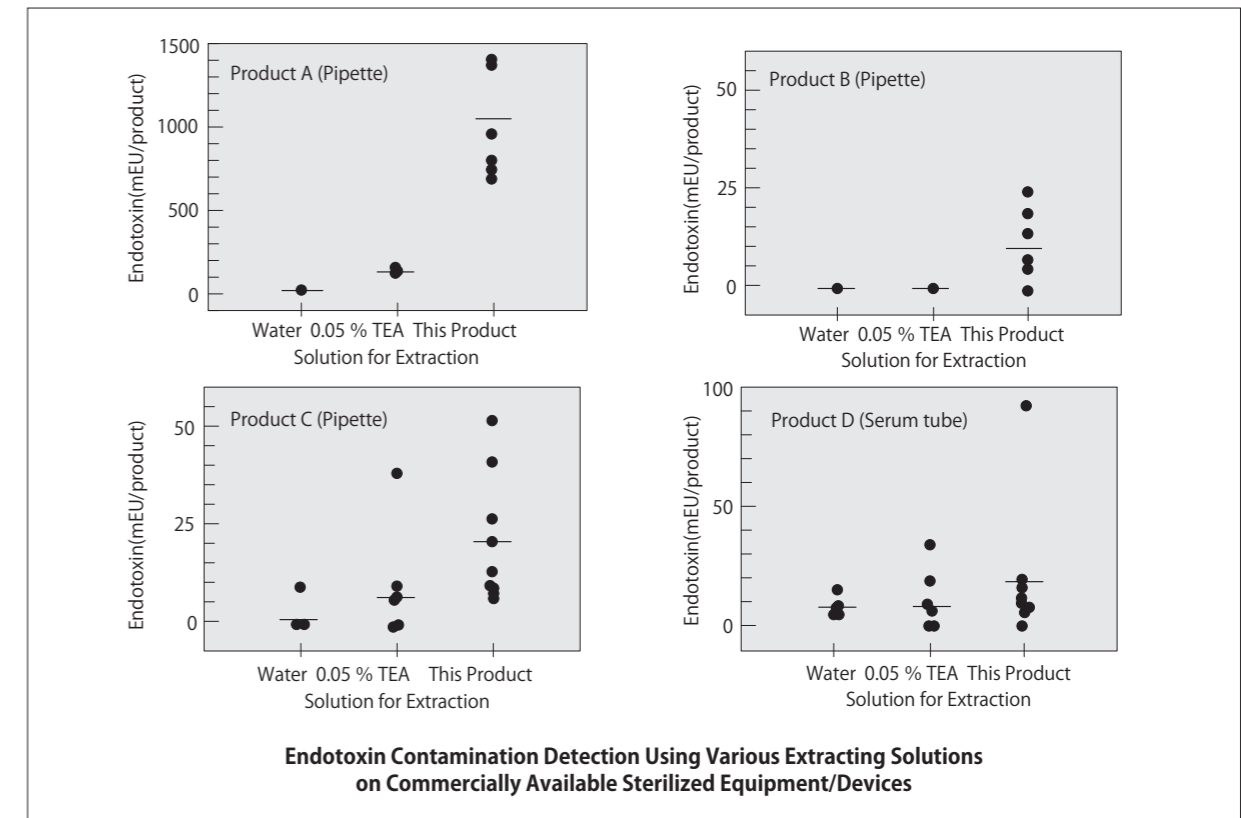 1500
1000
500
0
Endotoxin(mEU/product)
Product A (Pipette)
Water 0.05 % TEA This Product
Solution for Extraction
50
25
0
Endotoxin(mEU/product)
Product B (Pipette)
Water 0.05 % TEA This Product
Solution for Extraction
50
25
0
Endotoxin(mEU/product)
Product C (Pipette)
Water 0.05 % TEA This Product
Solution for Extraction
100
50
0
Endotoxin(mEU/product)
Product D (Serum tube)
Water 0.05 % TEA This Product
Solution for Extraction
Endotoxin Contamination Detection Using Various Extracting Solutions
on Commercially Available Sterilized Equipment/Devices